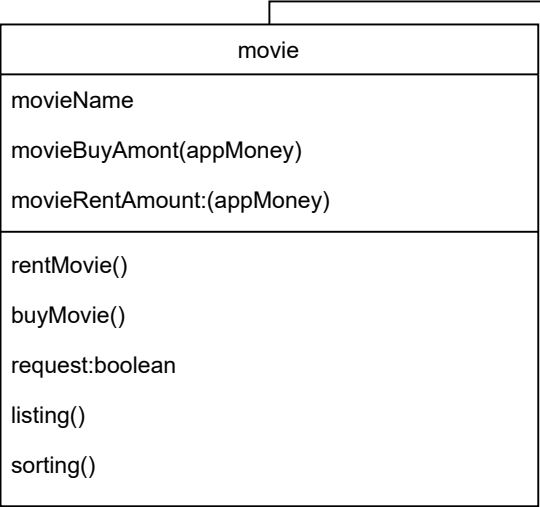 movie
movieName
movieBuyAmont(appMoney)
movieRentAmount:(appMoney)
rentMovie()
buyMovie()
request:boolean
listing()
sorting()